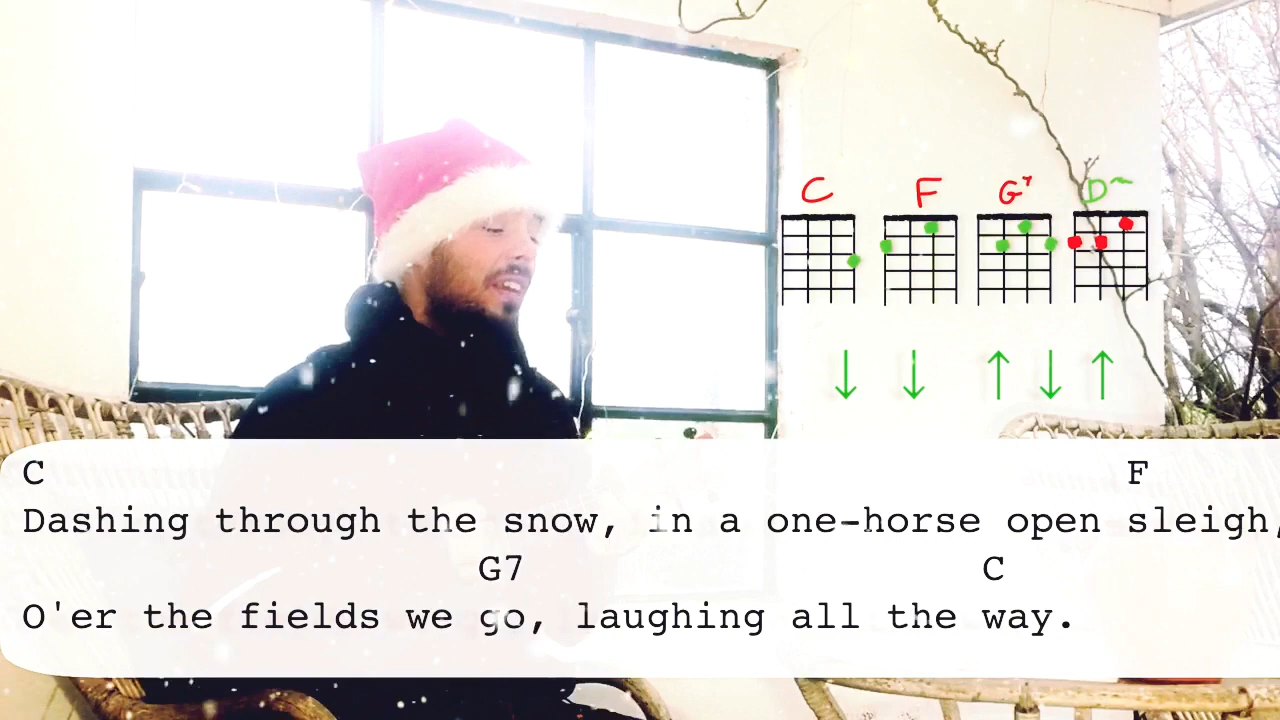 C F G7 Dm
C F
Dashing through the snow, in a one-horse open sleigh,
G7 C
O'er the fields we go, laughing all the way.